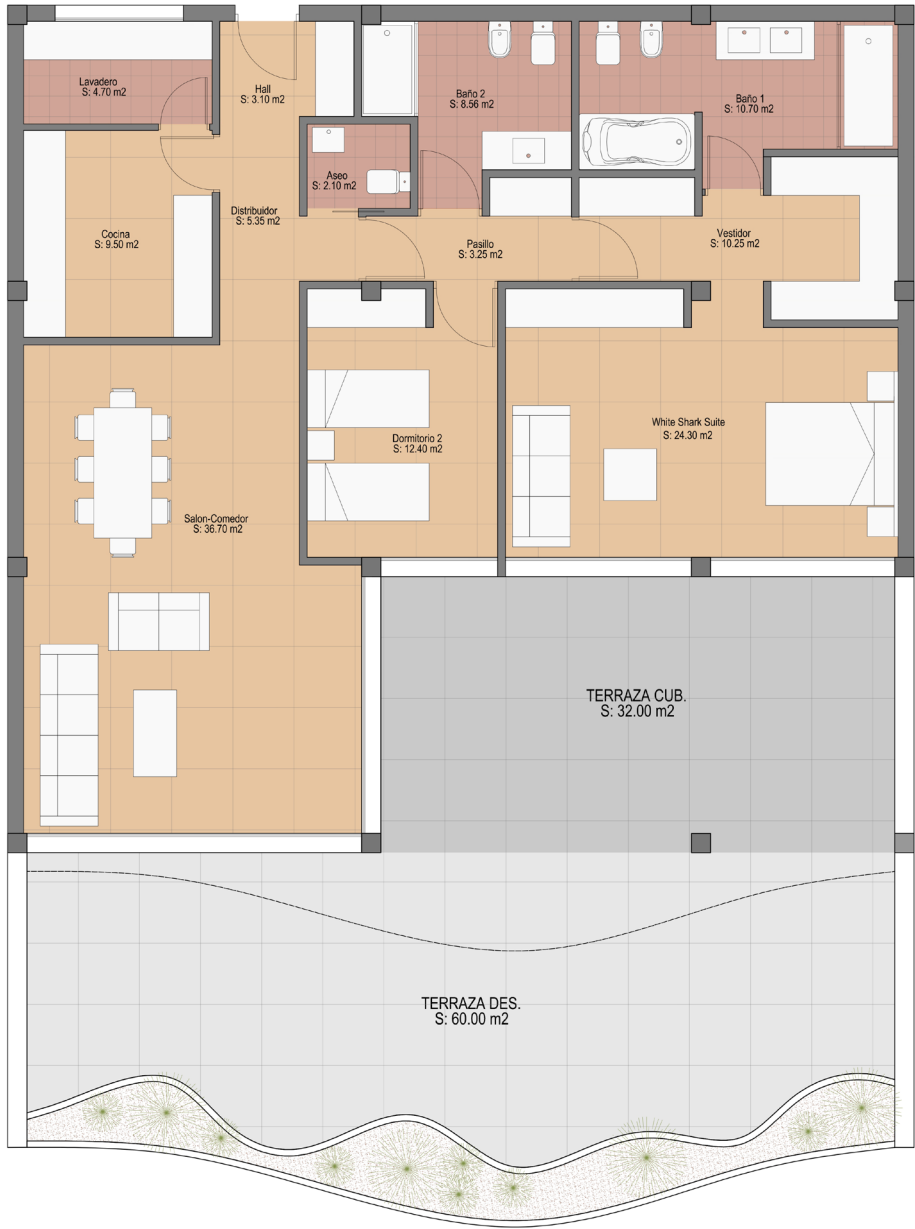 Lavadero
S: 4.70 m2
Hall
S: 3.10 m2
Baño 2
S: 8.56 m2
Baño 1
S: 10.70 m2
Aseo
S: 2.10 m2
Distribuidor
S: 5.35 m2
Cocina
S: 9.50 m2
Pasillo
S: 3.25 m2
Vestidor
S: 10.25 m2
Dormitorio 2
S: 12.40 m2
White Shark Suite
S: 24.30 m2
Salon-Comedor
S: 36.70 m2
TERRAZA CUB.
S: 32.00 m2
TERRAZA DES.
S: 60.00 m2